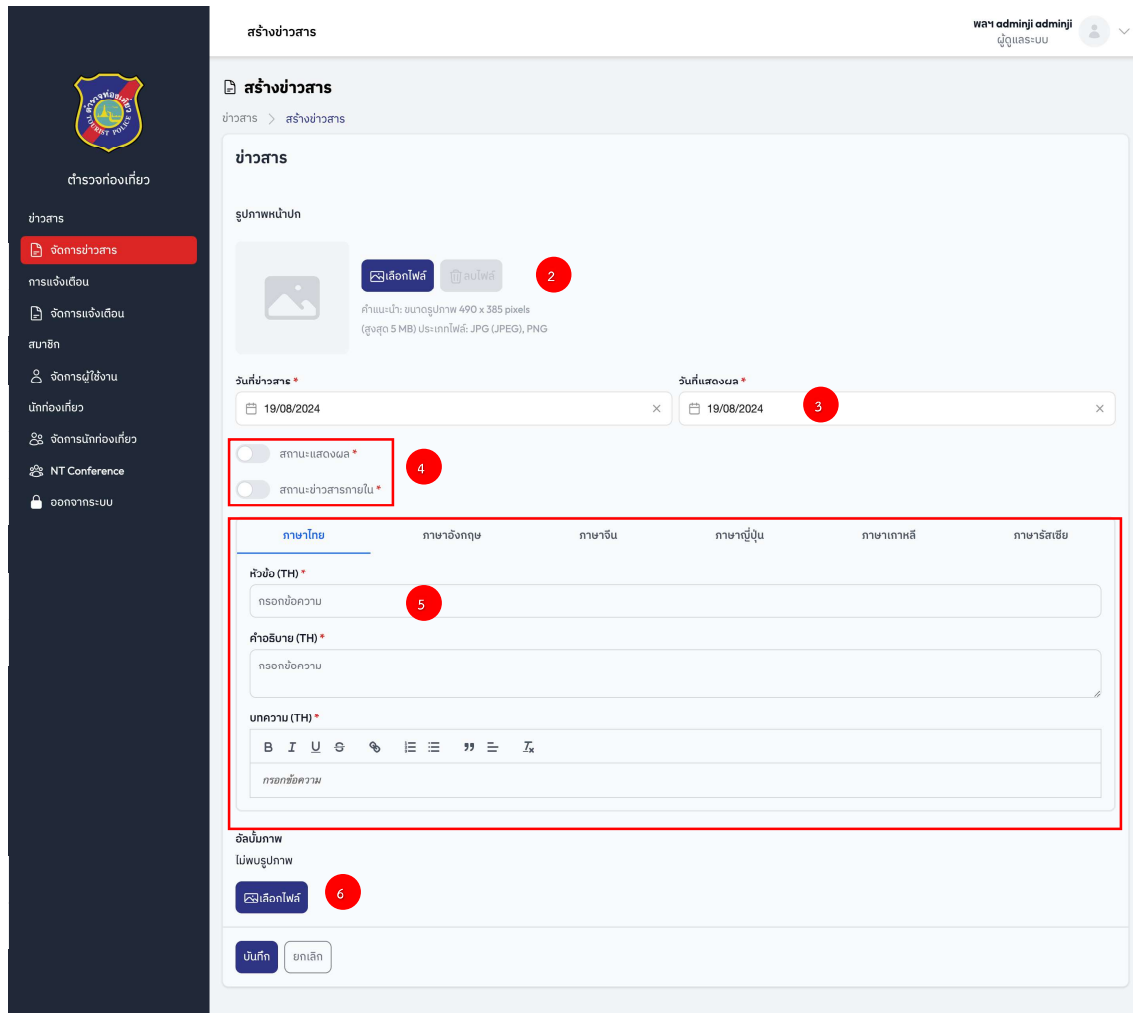 สร้างข่าวสาร
พลฯ adminji adminji
ผู้ดูแลระบบ
ตำรวจท่องเที่ยว
TOURIST POLICE
ตำรวจท่องเที่ยว
ข่าวสาร
จัดการข่าวสาร
การแจ้งเตือน
จัดการแจ้งเตือน
สมาชิก
จัดการผู้ใช้งาน
นักท่องเที่ยว
จัดการนักท่องเที่ยว
NT Conference
ออกจากระบบ
สร้างข่าวสาร
ข่าวสาร > สร้างข่าวสาร
ข่าวสาร
รูปภาพหน้าปก
เลือกไฟล์ ลบไฟล์ 2
คำแนะนำ: ขนาดรูปภาพ 490 x 385 pixels
(สูงสุด 5 MB) ประเภทไฟล์: JPG (JPEG), PNG
วันที่ข่าวสาร * วันที่แสดงผล *
19/08/2024 19/08/2024 3
สถานะแสดงผล *
4
สถานะข่าวสารภายใน *
ภาษาไทย ภาษาอังกฤษ ภาษาจีน ภาษาญี่ปุ่น ภาษาเกาหลี ภาษารัสเซีย
หัวข้อ (TH) *
กรอกข้อความ 5
คำอธิบาย (TH) *
กรอกข้อความ
บทความ (TH) *
B I U S
กรอกข้อความ
อัลบั้มภาพ
ไม่พบรูปภาพ
เลือกไฟล์ 6
บันทึก ยกเลิก